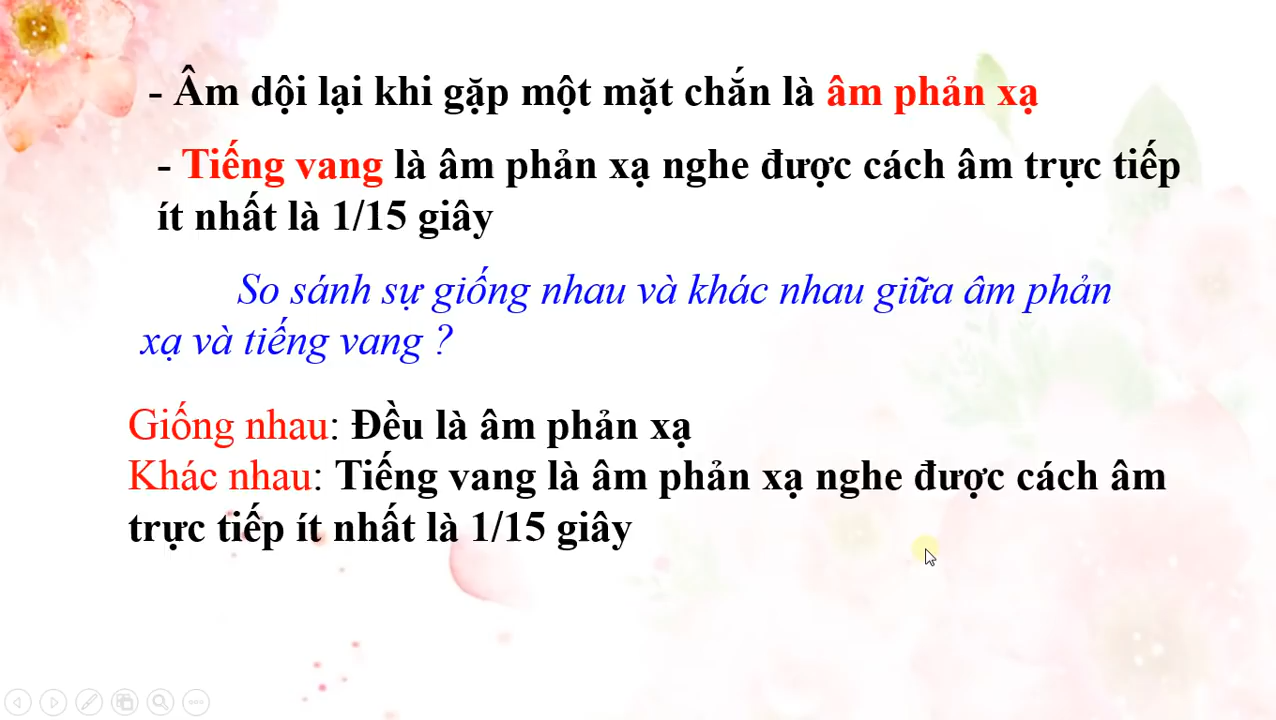 - Âm dội lại khi gặp một mặt chắn là âm phản xạ
- Tiếng vang là âm phản xạ nghe được cách âm trực tiếp
ít nhất là 1/15 giây
So sánh sự giống nhau và khác nhau giữa âm phản
xạ và tiếng vang ?
Giống nhau: Đều là âm phản xạ
Khác nhau: Tiếng vang là âm phản xạ nghe được cách âm
trực tiếp ít nhất là 1/15 giây